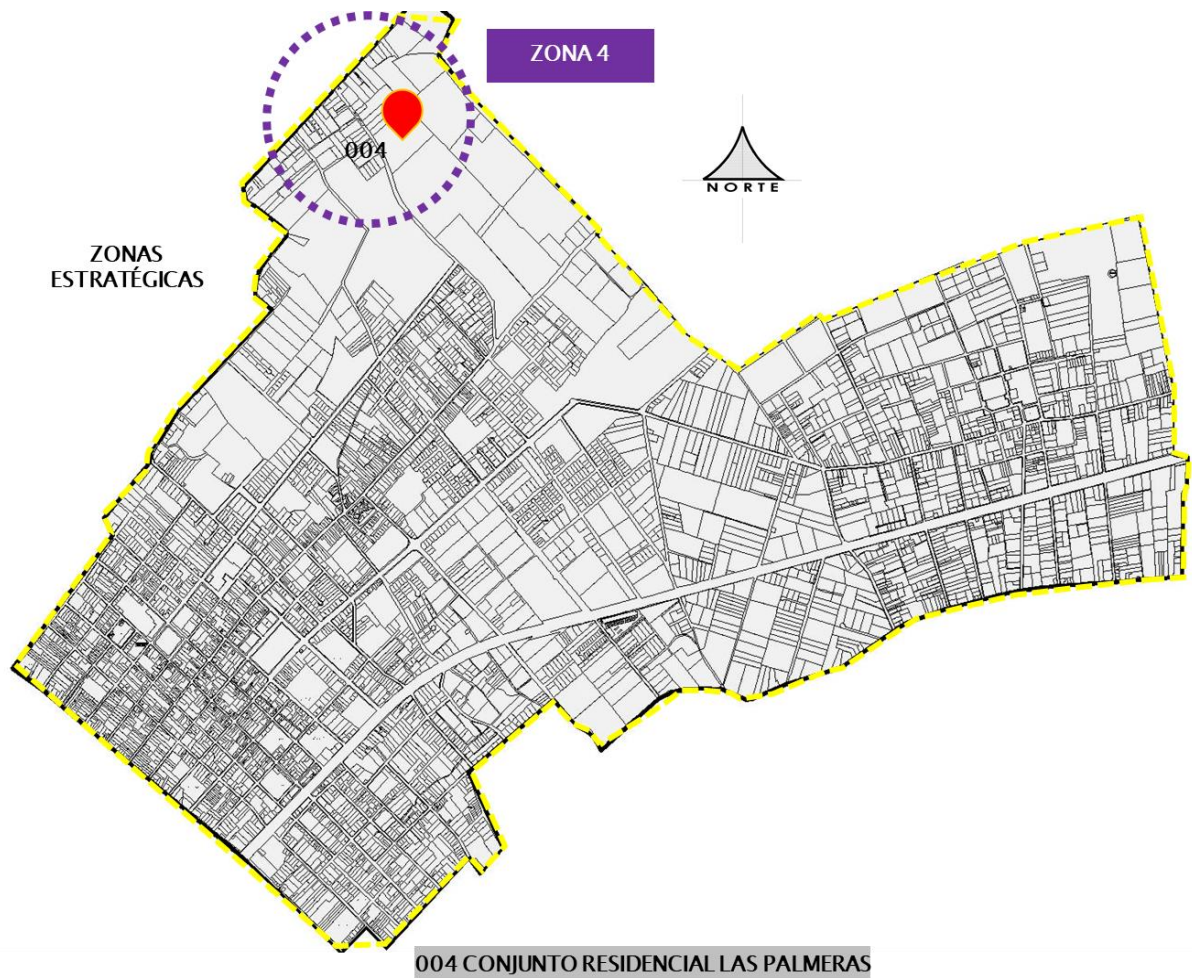 ZONA 4
004
NORTE
ZONAS
ESTRATÉGICAS
004 CONJUNTO RESIDENCIAL LAS PALMERAS